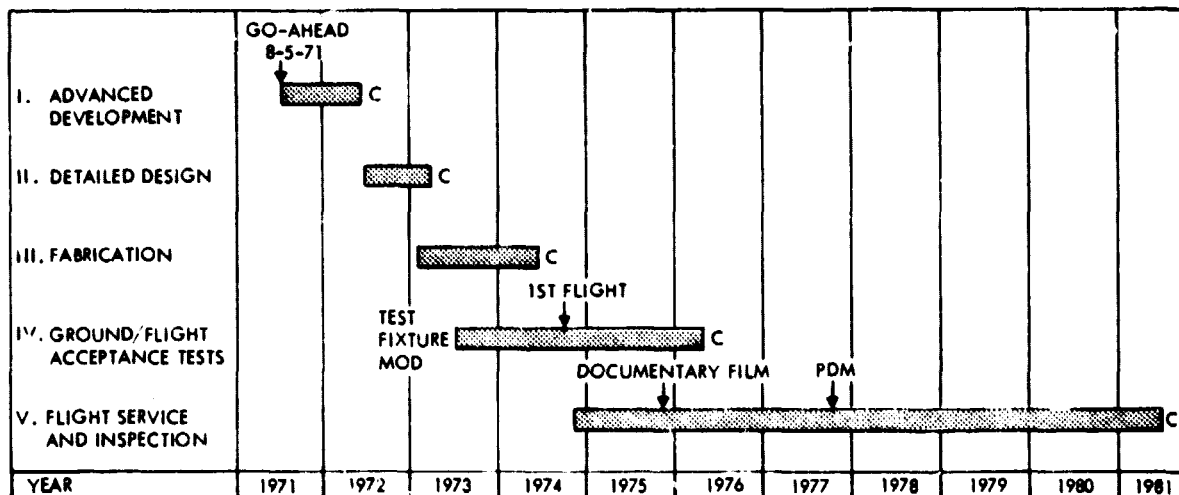 GO-AHEAD
8-5-71
I. ADVANCED
DEVELOPMENT
C
II. DETAILED DESIGN
C
III. FABRICATION
C
1ST FLIGHT
IV. GROUND/FLIGHT
ACCEPTANCE TESTS
TEST
FIXTURE
MOD
C
DOCUMENTARY FILM
PDM
V. FLIGHT SERVICE
AND INSPECTION
C
YEAR 1971 1972 1973 1974 1975 1976 1977 1978 1979 1980 1981